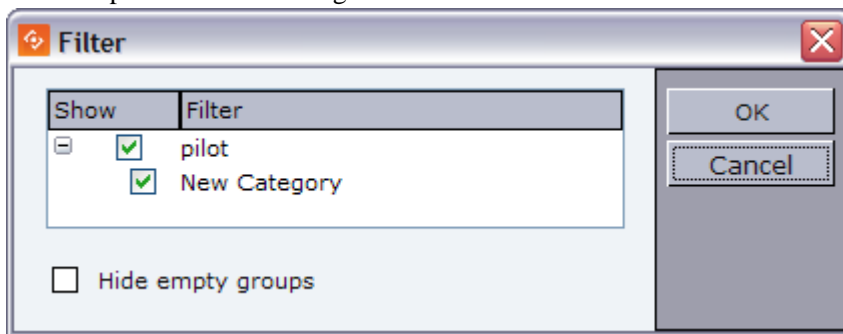 Filter
Show Filter
pilot
New Category
Hide empty groups
OK
Cancel